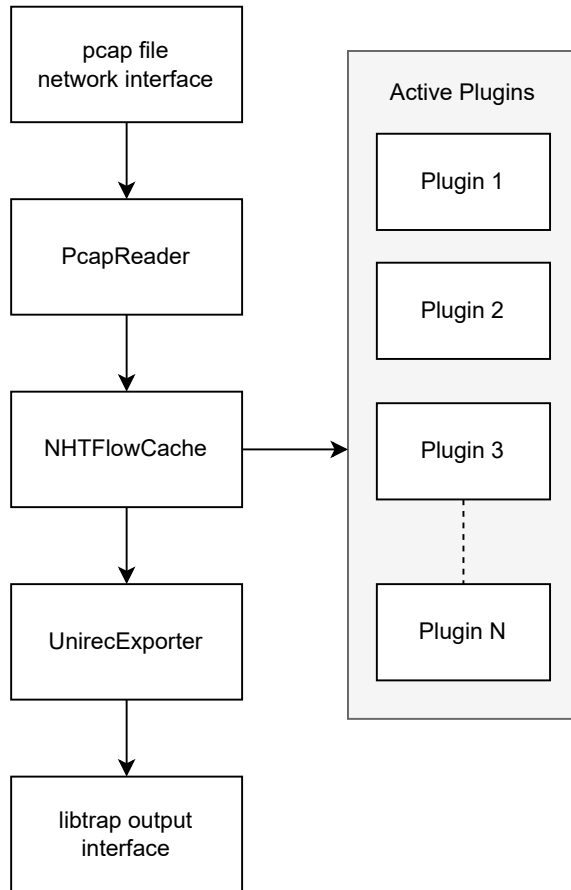 pcap file
network interface
PcapReader
NHTFlowCache
UnirecExporter
libtrap output
interface
Active Plugins
Plugin 1
Plugin 2
Plugin 3
Plugin N